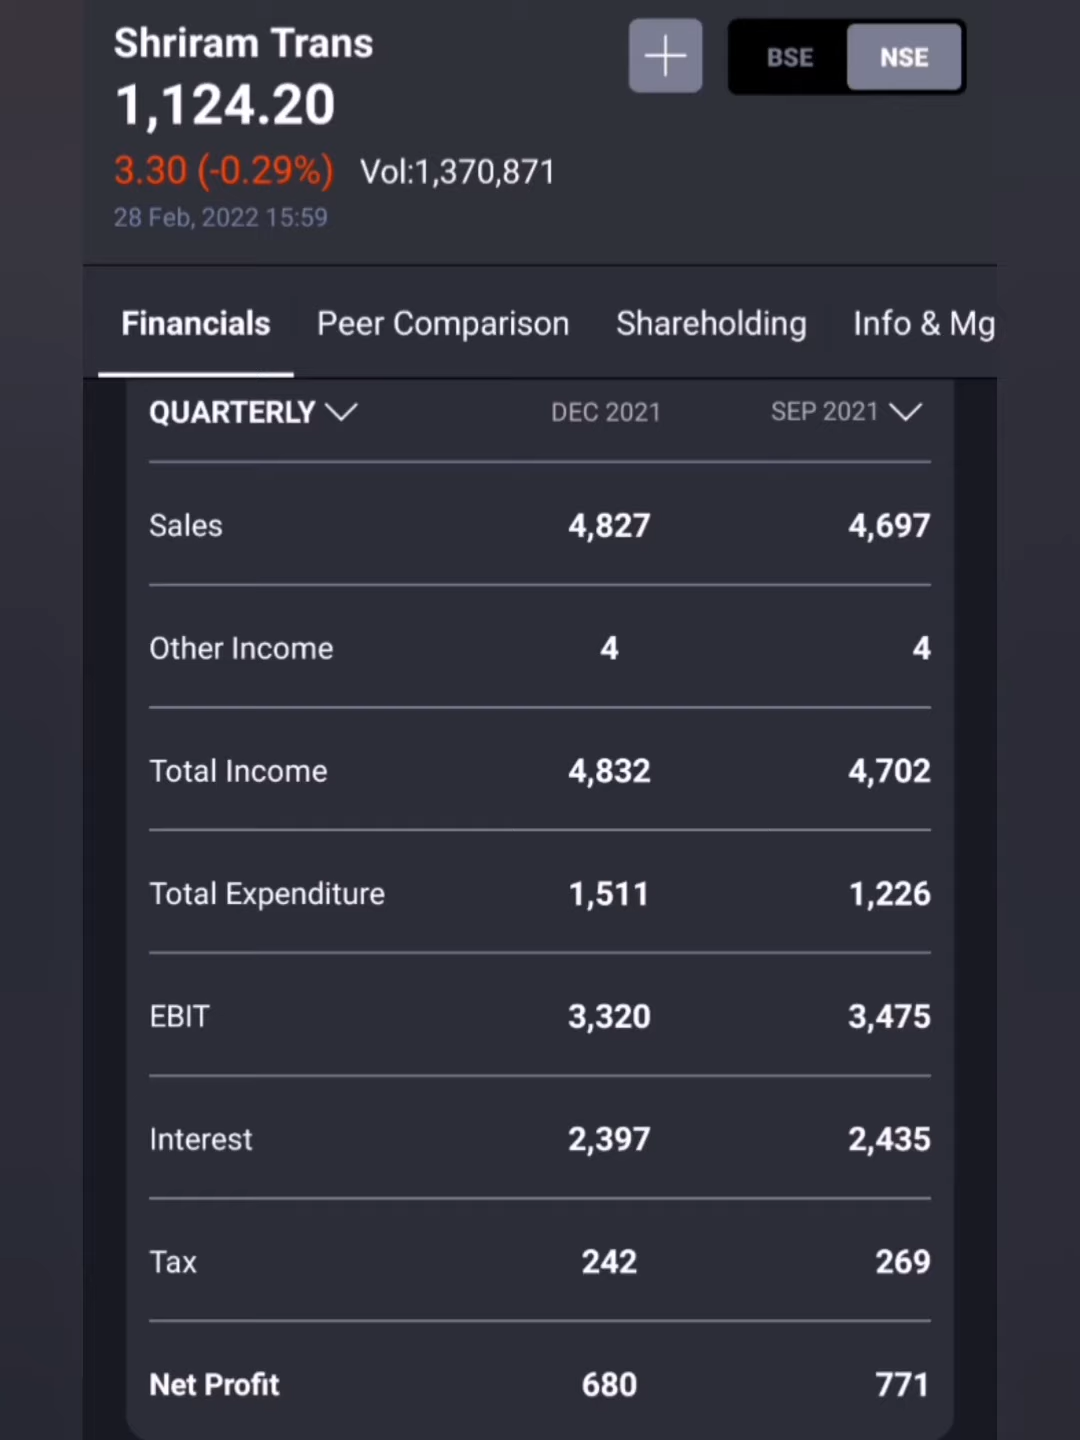 Shriram Trans
BSE NSE
1,124.20
3.30 (-0.29%) Vol:1,370,871
28 Feb, 2022 15:59
Financials Peer Comparison Shareholding Info & Mg
QUARTERLY DEC 2021 SEP 2021
Sales 4,827 4,697
Other Income 4 4
Total Income 4,832 4,702
Total Expenditure 1,511 1,226
EBIT 3,320 3,475
Interest 2,397 2,435
Tax 242 269
Net Profit 680 771